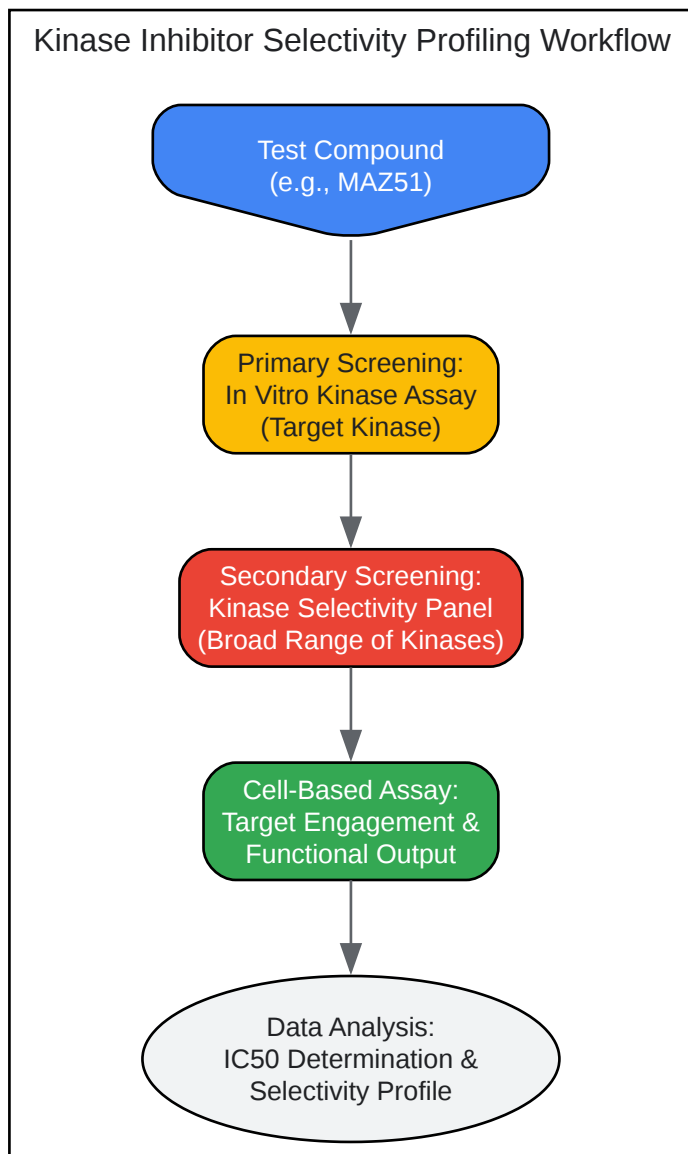 Kinase Inhibitor Selectivity Profiling Workflow
Test Compound
(e.g., MAZ51)
Primary Screening:
In Vitro Kinase Assay
(Target Kinase)
Secondary Screening:
Kinase Selectivity Panel
(Broad Range of Kinases)
Cell-Based Assay:
Target Engagement &
Functional Output
Data Analysis:
IC50 Determination &
Selectivity Profile